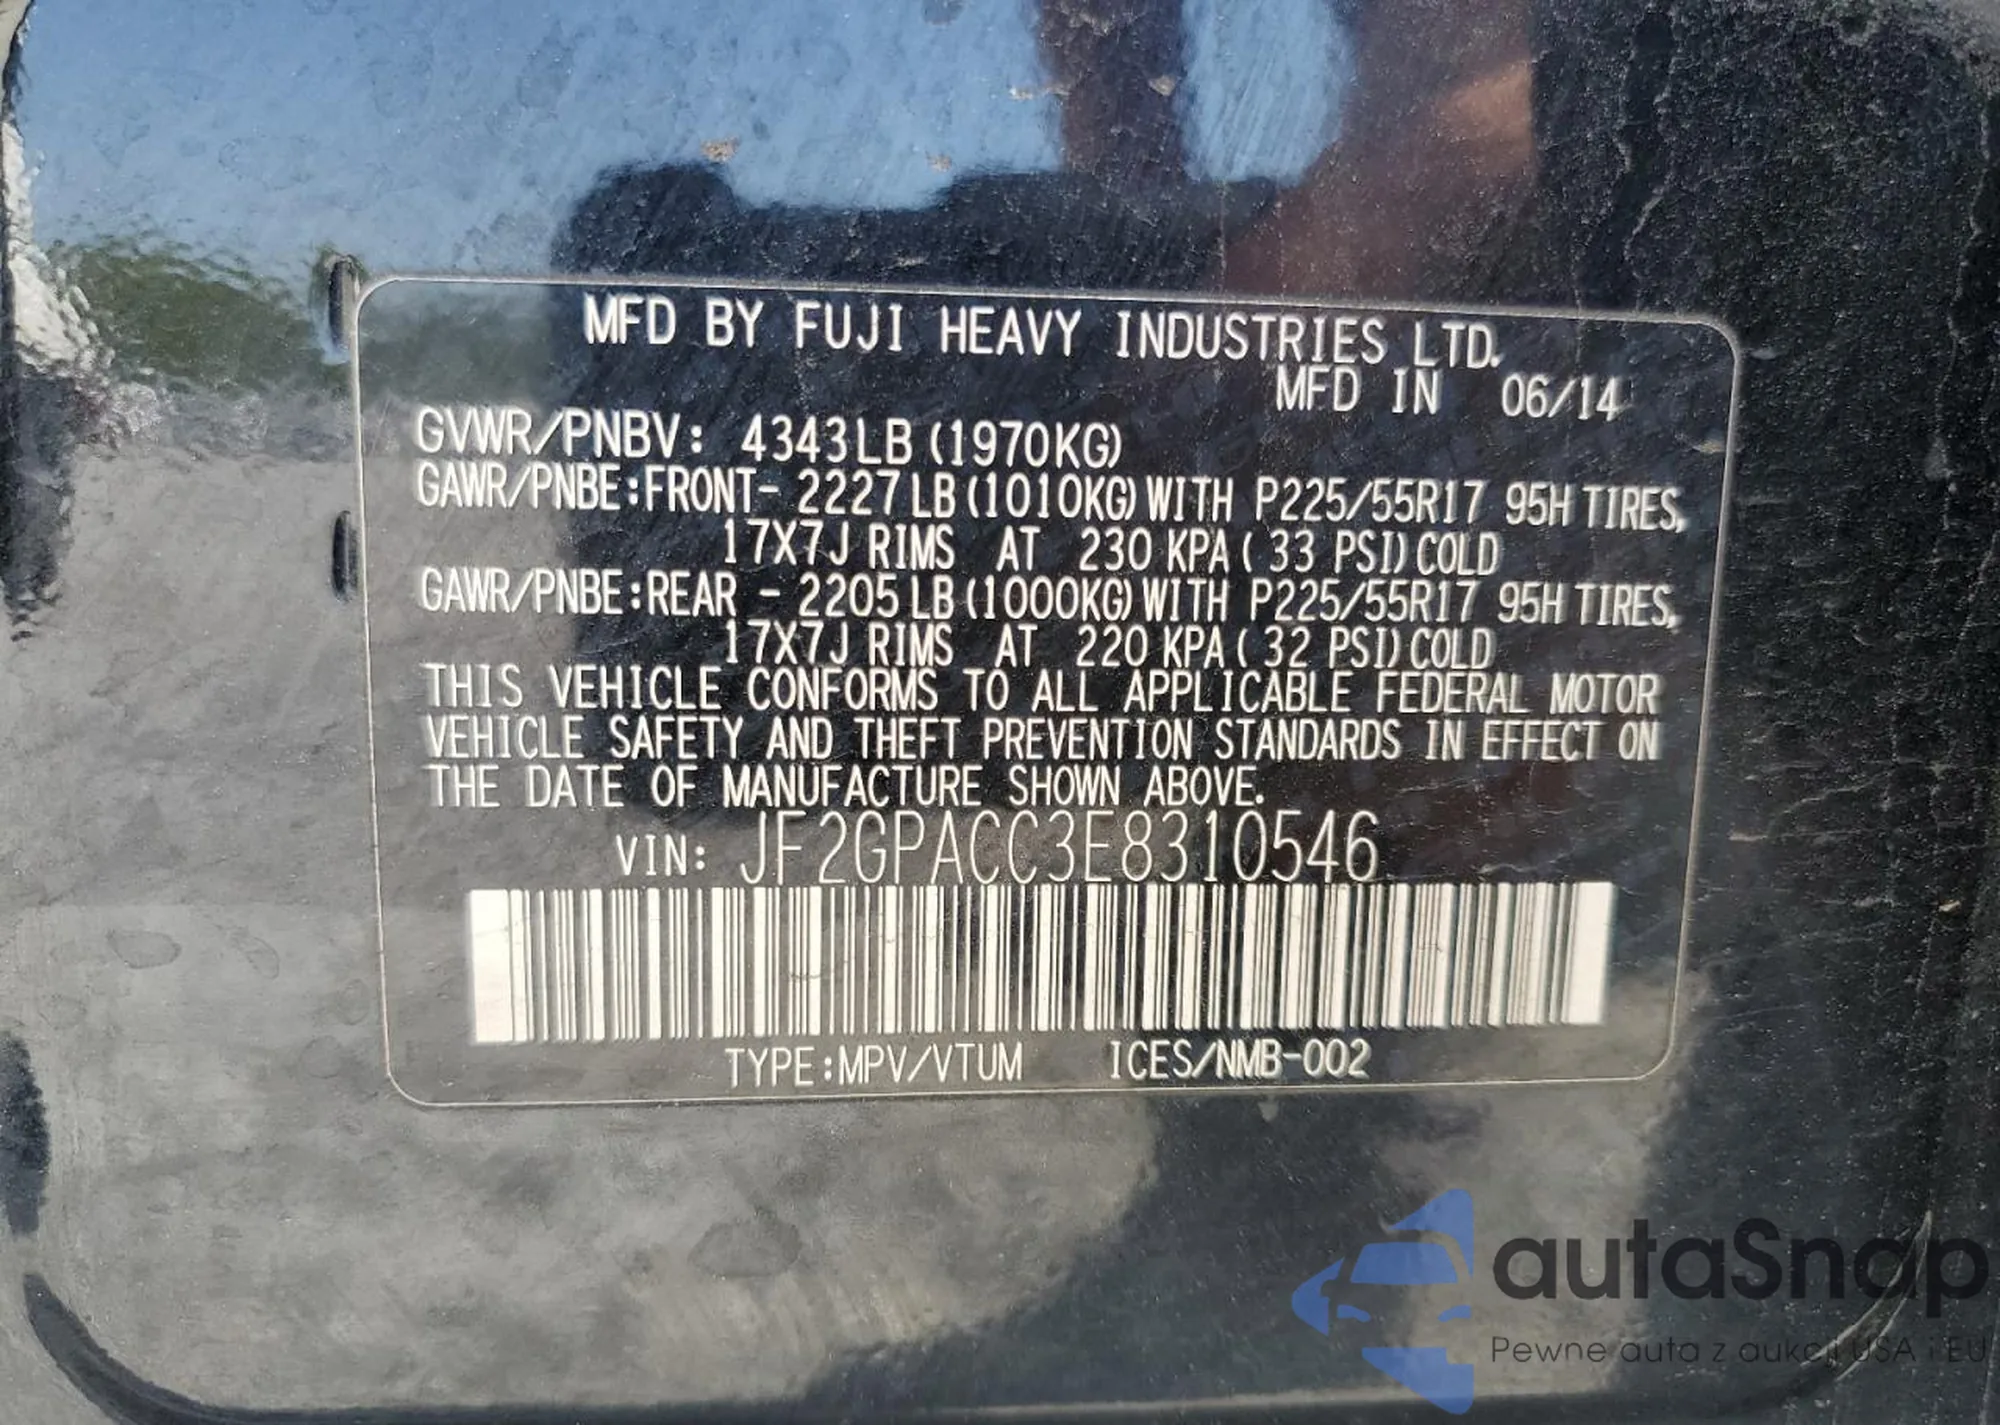 MFD BY FUJI HEAVY INDUSTRIES LTD.
MFD IN 06/14
GVWR/PNBV: 4343LB (1970KG)
GAWR/PNBE:FRONT- 2227LB(1010KG)WITH P225/55R17 95H TIRES,
17X7J RIMS AT 230 KPA ( 33 PSI) COLD
GAWR/PNBE:REAR - 2205LB(1000KG)WITH P225/55R17 95H TIRES,
17X7J RIMS AT 220 KPA ( 32 PSI) COLD
THIS VEHICLE CONFORMS TO ALL APPLICABLE FEDERAL MOTOR
VEHICLE SAFETY AND THEFT PREVENTION STANDARDS IN EFFECT ON
THE DATE OF MANUFACTURE SHOWN ABOVE.
VIN: JF2GPACC3E8310546
TYPE:MPV/VTUM ICES/NMB-002
autaSnap
Pewne auta z aukcji USA i EU